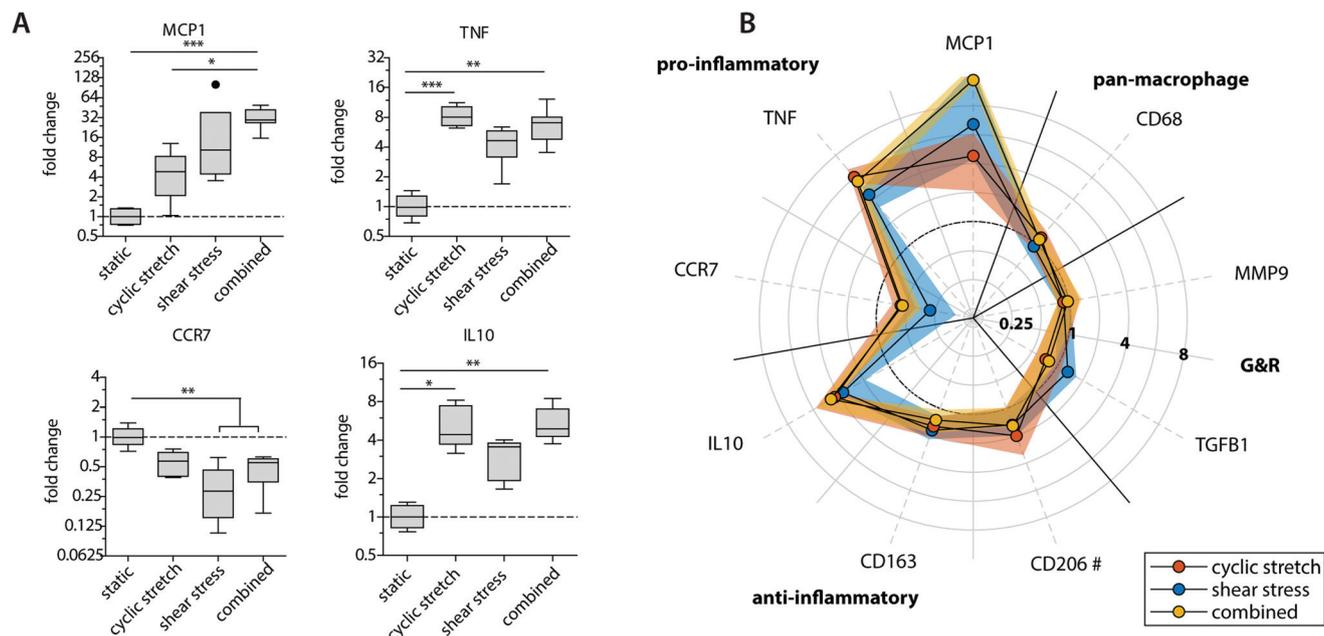 A
MCP1
***
*
fold change
256
128
64
32
16
8
4
2
1
0.5
static
cyclic stretch
shear stress
combined
TNF
**
***
fold change
32
16
8
4
2
1
0.5
static
cyclic stretch
shear stress
combined
CCR7
**
fold change
4
2
1
0.5
0.25
0.125
0.0625
static
cyclic stretch
shear stress
combined
IL10
**
*
fold change
16
8
4
2
1
0.5
static
cyclic stretch
shear stress
combined
B
MCP1
pro-inflammatory
pan-macrophage
TNF
CD68
CCR7
MMP9
0.25
1
4
8
G&R
IL10
TGFB1
CD163
CD206 #
anti-inflammatory
cyclic stretch
shear stress
combined